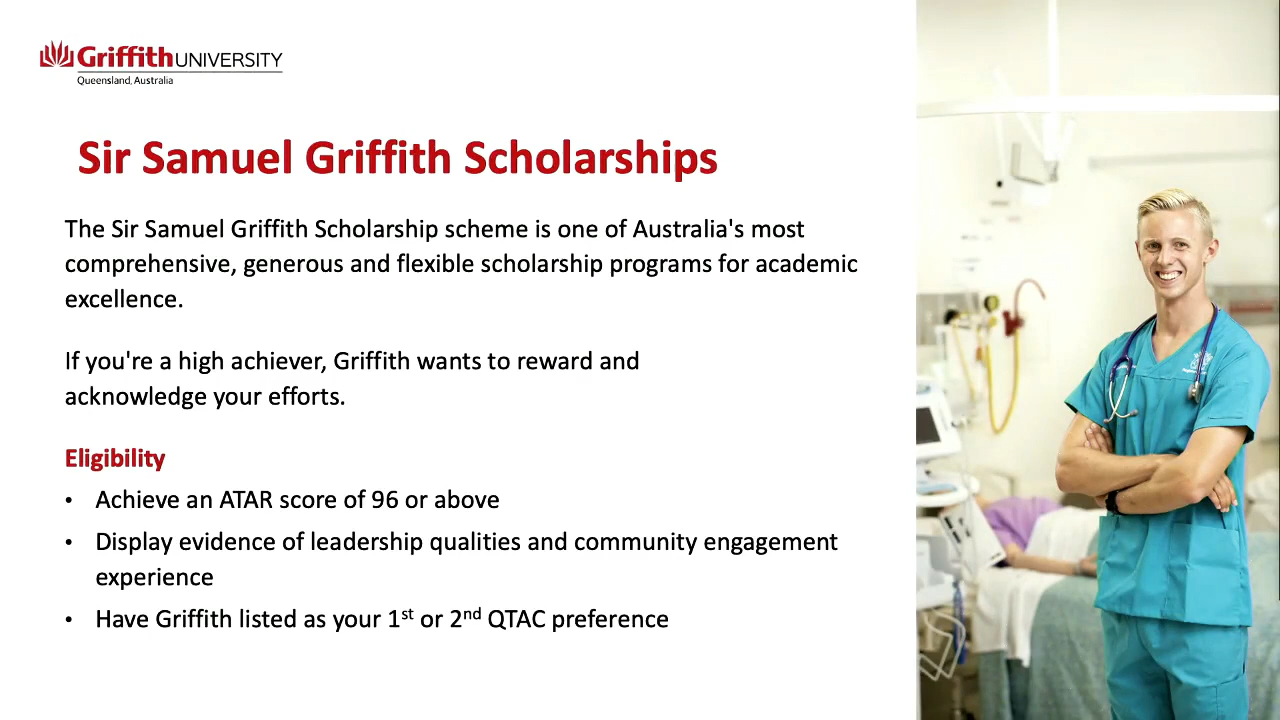 Griffith UNIVERSITY
Queensland, Australia
Sir Samuel Griffith Scholarships
The Sir Samuel Griffith Scholarship scheme is one of Australia's most
comprehensive, generous and flexible scholarship programs for academic
excellence.
If you're a high achiever, Griffith wants to reward and
acknowledge your efforts.
Eligibility
• Achieve an ATAR score of 96 or above
• Display evidence of leadership qualities and community engagement
experience
• Have Griffith listed as your 1st or 2nd QTAC preference